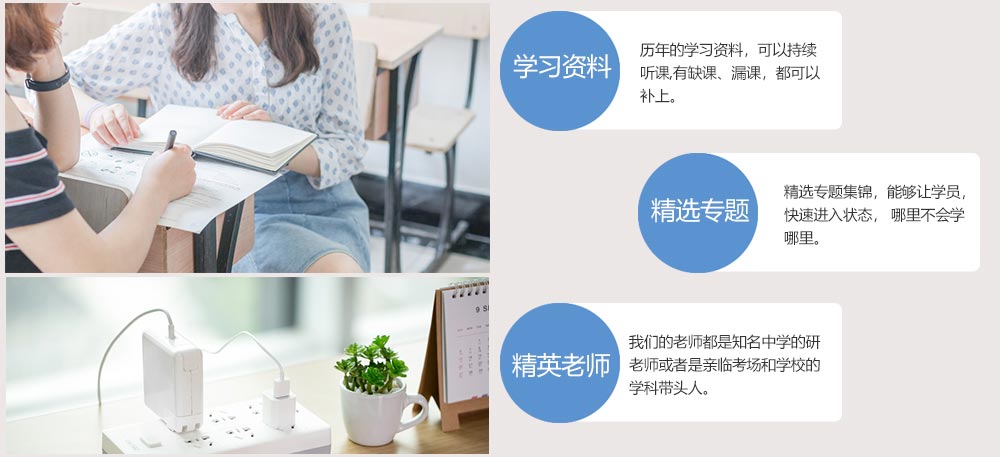 学习资料
历年的学习资料，可以持续
听课,有缺课、漏课，都可以
补上。
精选专题
精选专题集锦，能够让学员，
快速进入状态， 哪里不会学
哪里。
精英老师
我们的老师都是知名中学的研
老师或者是亲临考场和学校的
学科带头人。
9 S